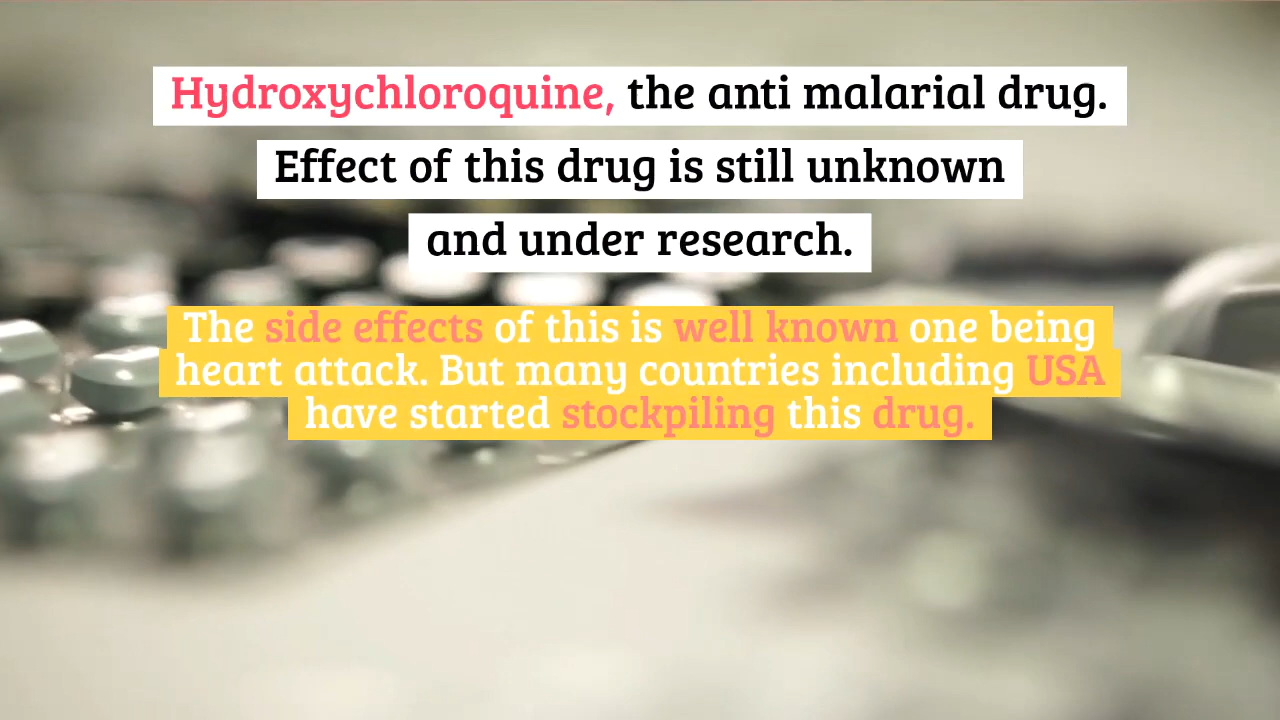 Hydroxychloroquine, the anti malarial drug.
Effect of this drug is still unknown
and under research.
The side effects of this is well known one being
heart attack. But many countries including USA
have started stockpiling this drug.